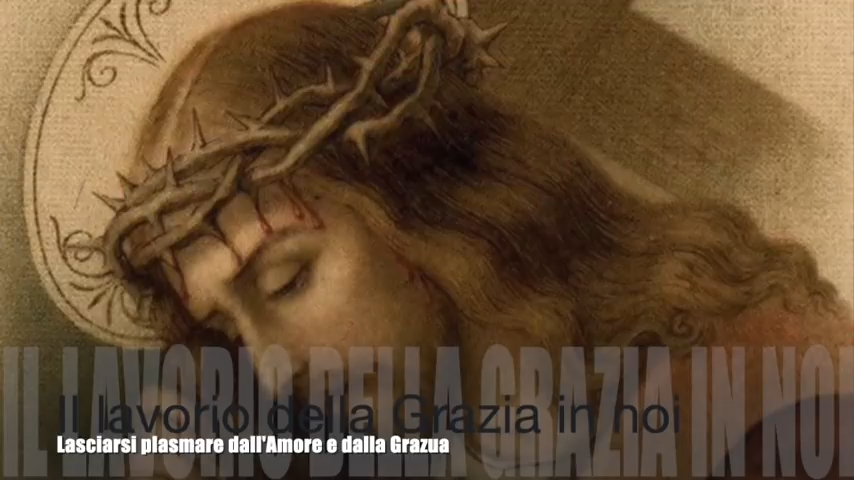 IL LAVORIO DELLA GRAZIA IN NOI
Il lavorio della Grazia in noi
Lasciarsi plasmare dall'Amore e dalla Grazua